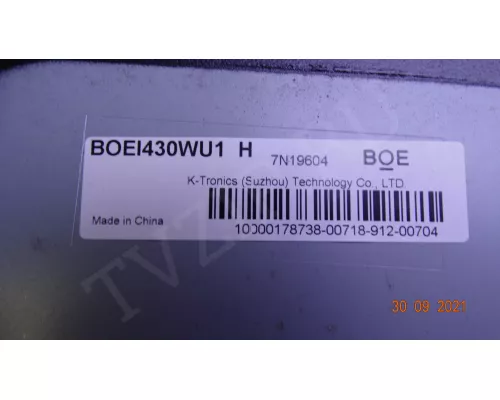 BOEI430WU1 H 7N19604 BOE
K-Tronics (Suzhou) Technology Co., LTD
Made in China
10000178738-00718-912-00704
30 09 2021